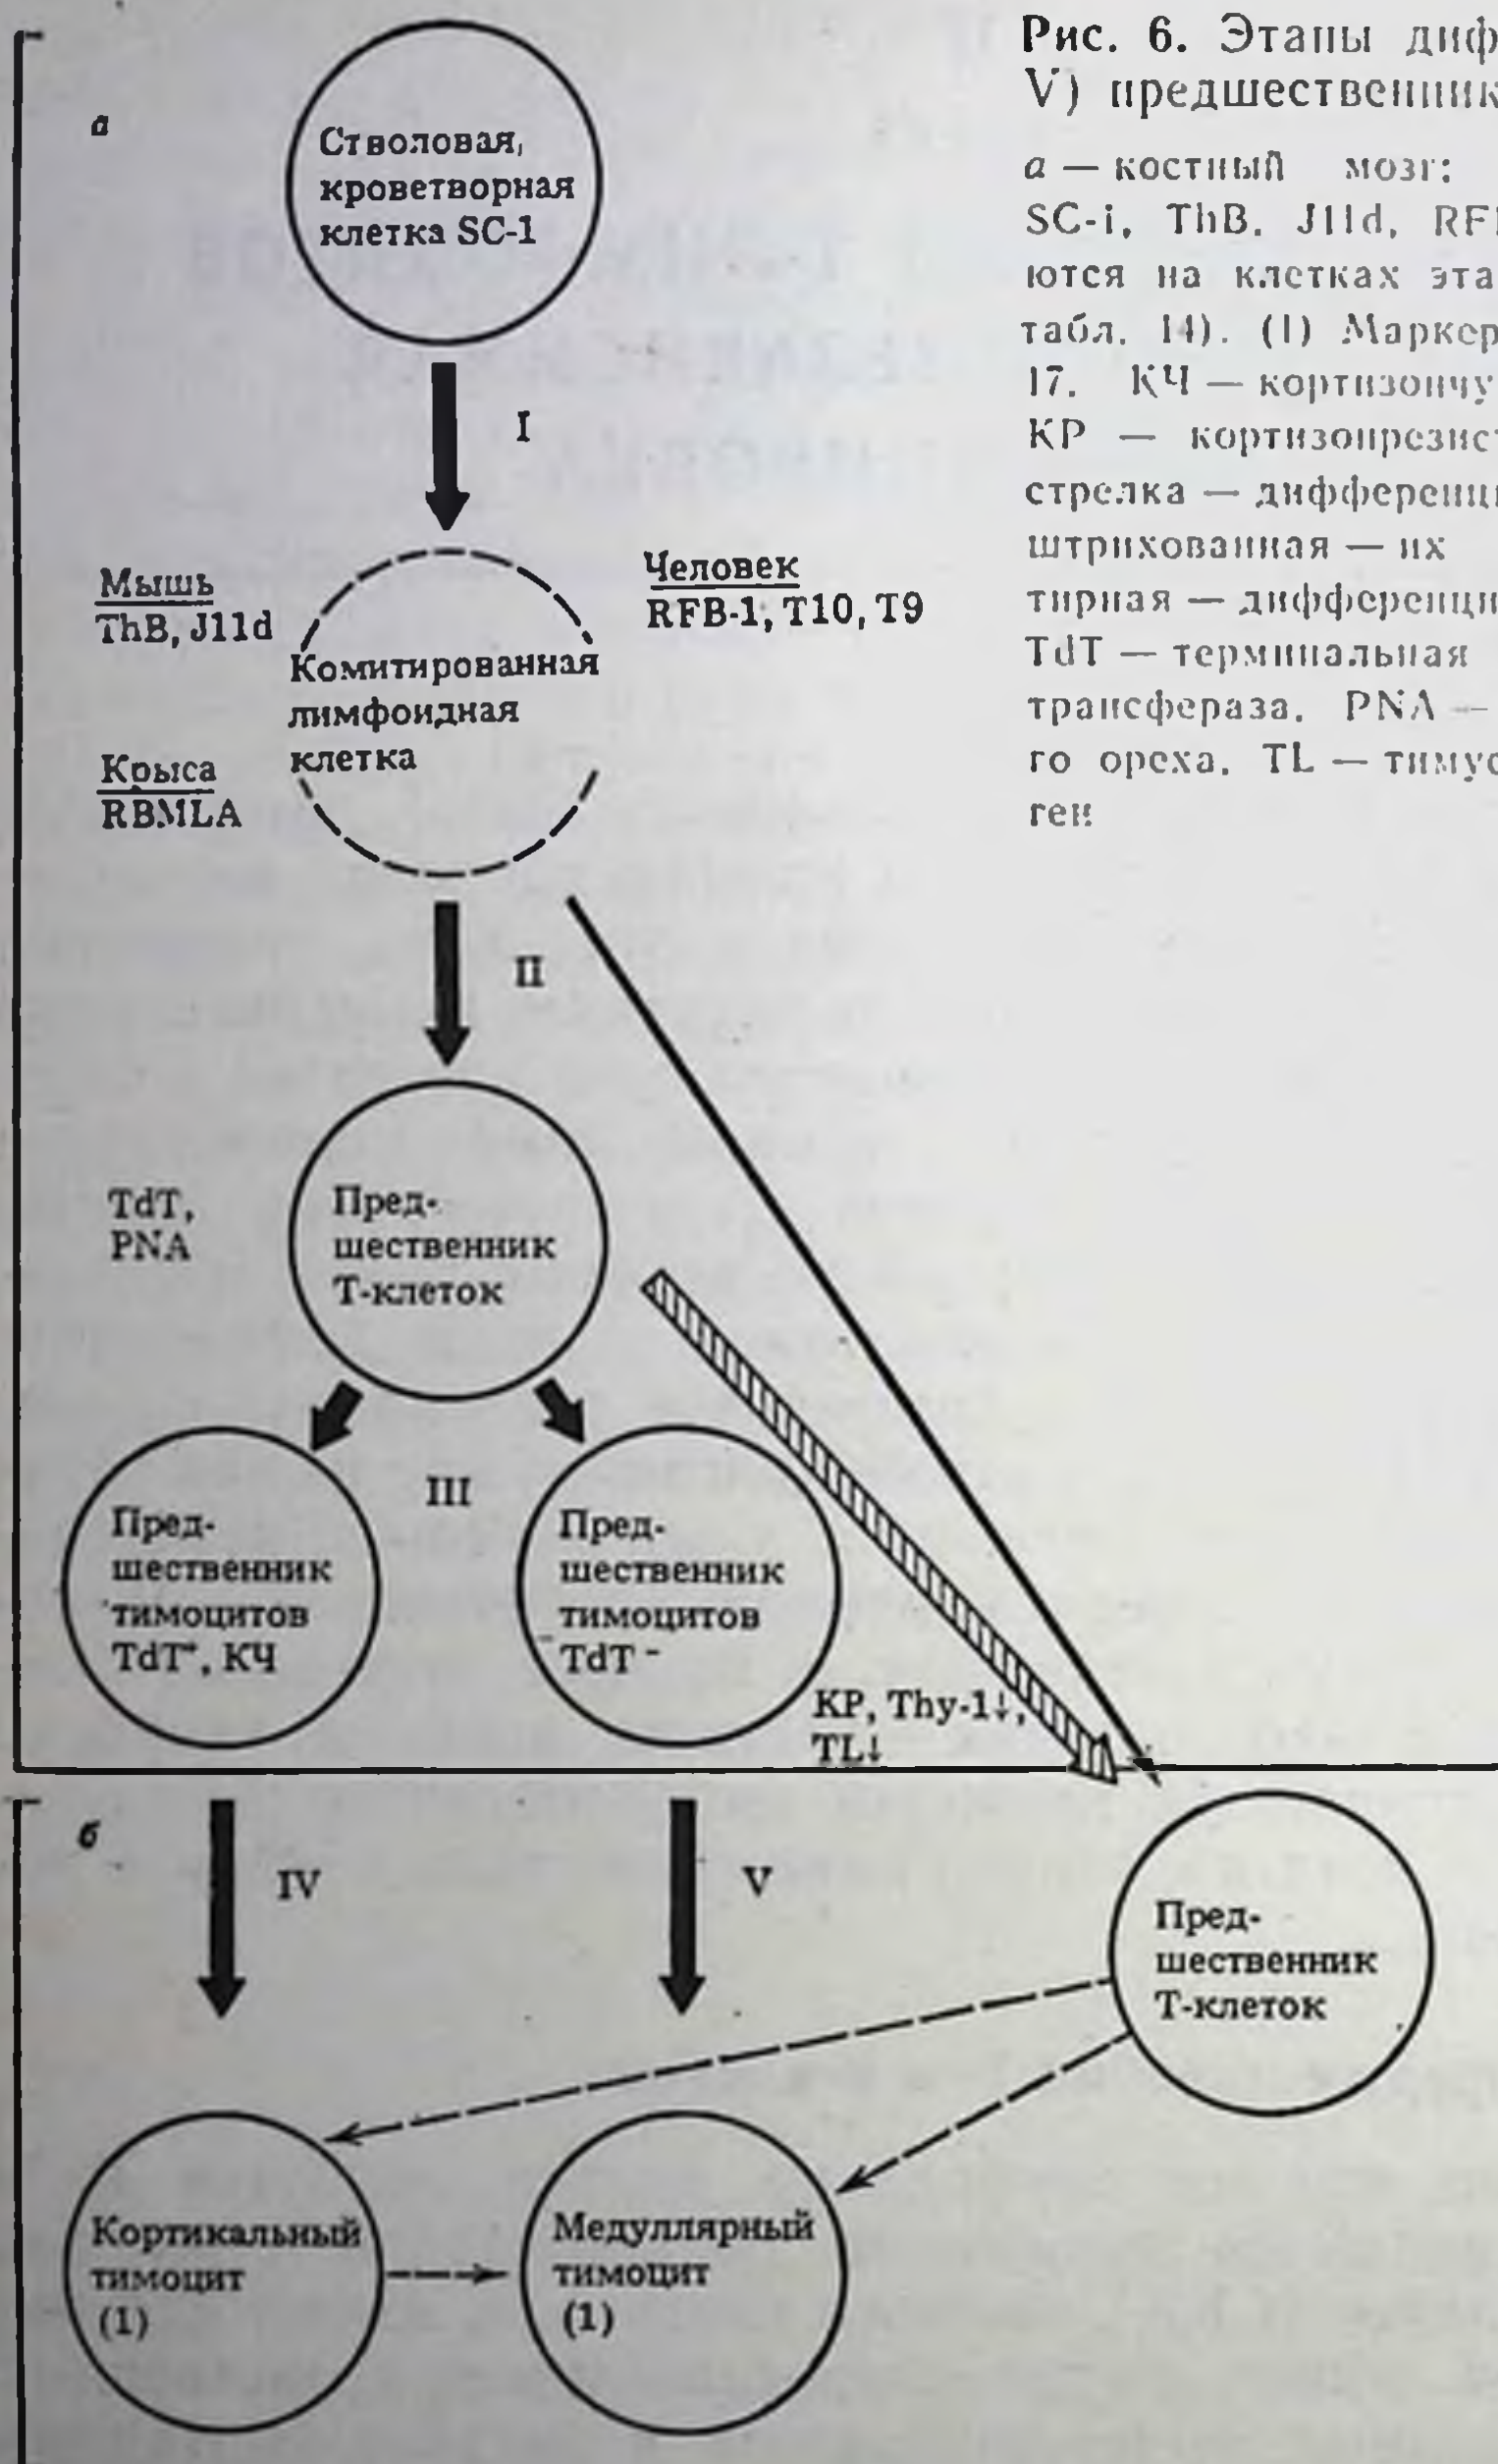 Рис. 6. Этапы диф
V) предшественник
а — костный мозг:
SC-i, ThB, J11d, RF
ются на клетках эта
табл. 14). (1) Маркер
17. КЧ — кортизончу
КР — кортизонрезис
стрелка — дифференц
штрихованная — их
тирная — дифференци
TdT — терминальная
трансфераза. PNA —
го ореха. TL — тимус
ген
а
Стволовая,
кроветворная
клетка SC-1
I
Мышь
ThB, J11d
Человек
RFB-1, T10, T9
Комитированная
лимфоидная
клетка
Крыса
RBMLA
II
TdT,
PNA
Пред-
шественник
Т-клеток
III
Пред-
шественник
тимоцитов
TdT⁺, КЧ
Пред-
шественник
тимоцитов
TdT⁻
КР, Thy-1↓,
TL↓
б
IV
V
Пред-
шественник
Т-клеток
Кортикальный
тимоцит
(1)
Медуллярный
тимоцит
(1)